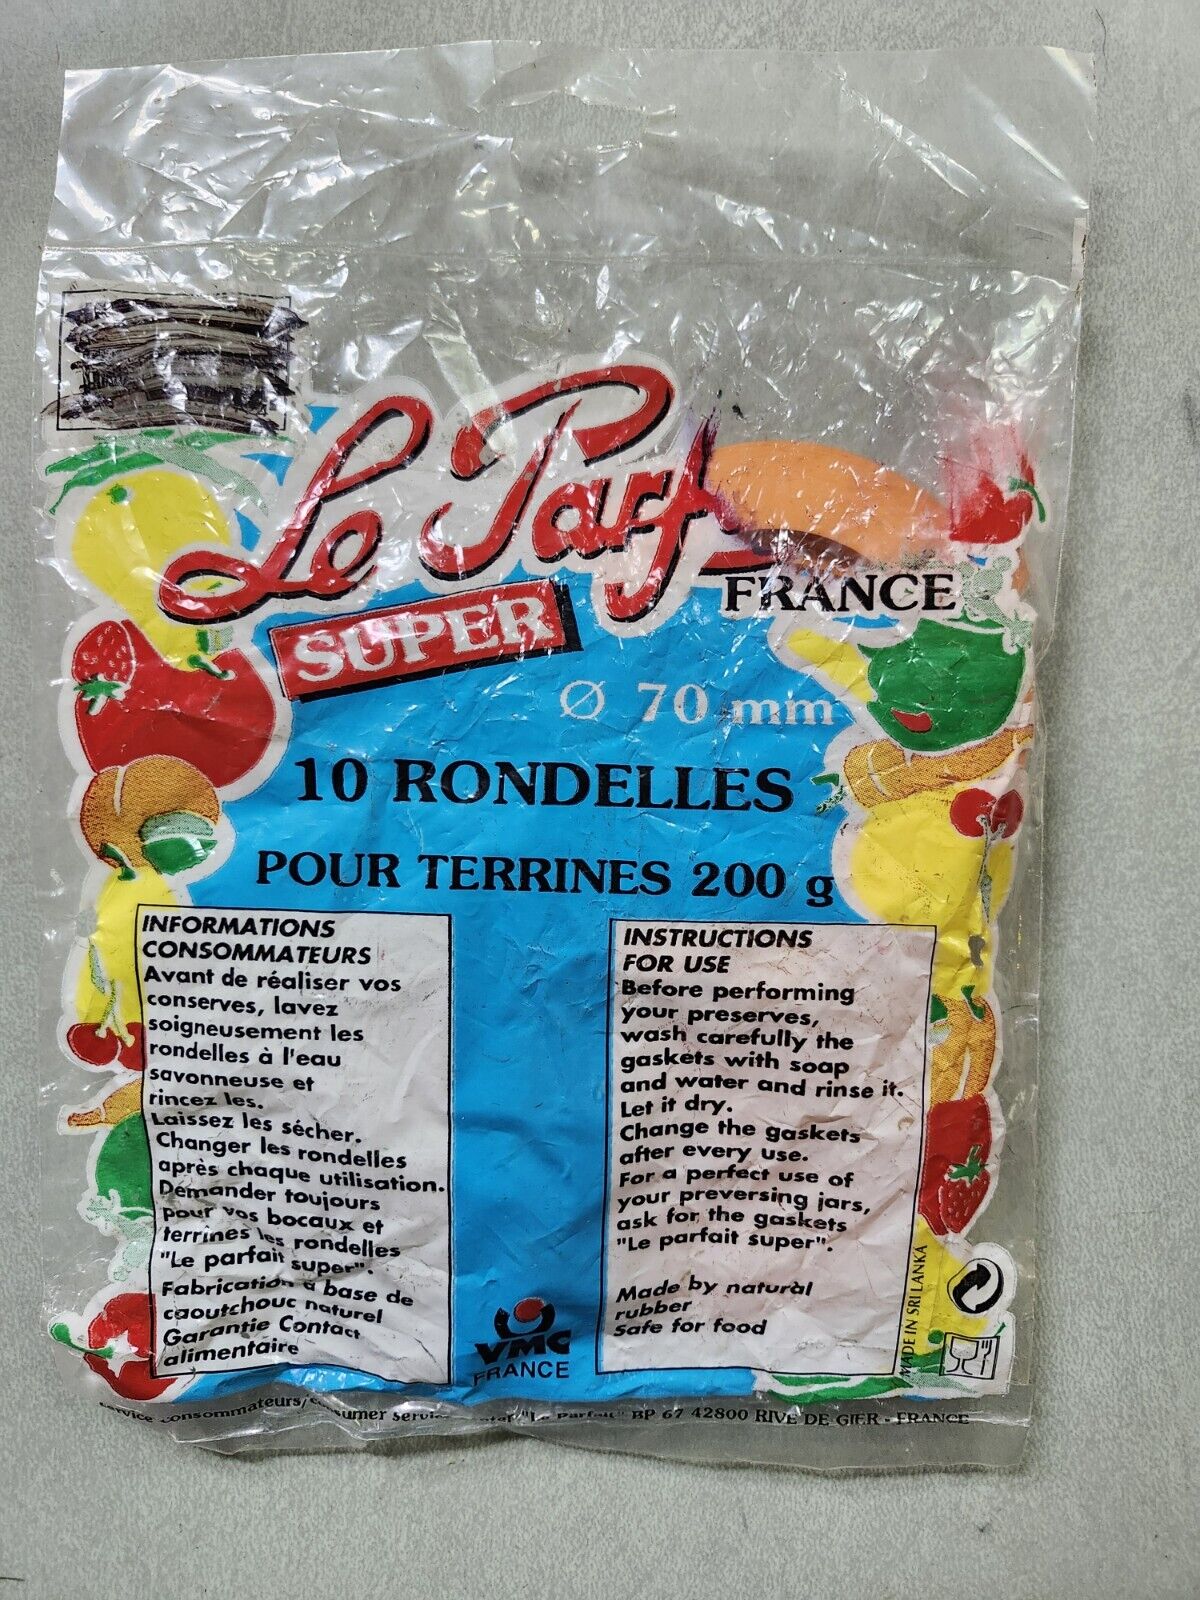 Le Parf
SUPER
FRANCE
Ø 70 mm
10 RONDELLES
POUR TERRINES 200 g
INFORMATIONS
CONSOMMATEURS
Avant de réaliser vos
conserves, lavez
soigneusement les
rondelles à l'eau
savonneuse et
rincez les.
Laissez les sécher.
Changer les rondelles
après chaque utilisation.
Demander toujours
pour vos bocaux et
terrines les rondelles
"Le parfait super".
Fabrication à base de
caoutchouc naturel
Garantie Contact
alimentaire
INSTRUCTIONS
FOR USE
Before performing
your preserves,
wash carefully the
gaskets with soap
and water and rinse it.
Let it dry.
Change the gaskets
after every use.
For a perfect use of
your preversing jars,
ask for the gaskets
"Le parfait super".
Made by natural
rubber
Safe for food
MADE IN SRI LANKA
VMC
FRANCE
service consommateurs/consumer "Le Parfait" BP 67 42800 RIVE DE GIER - FRANCE